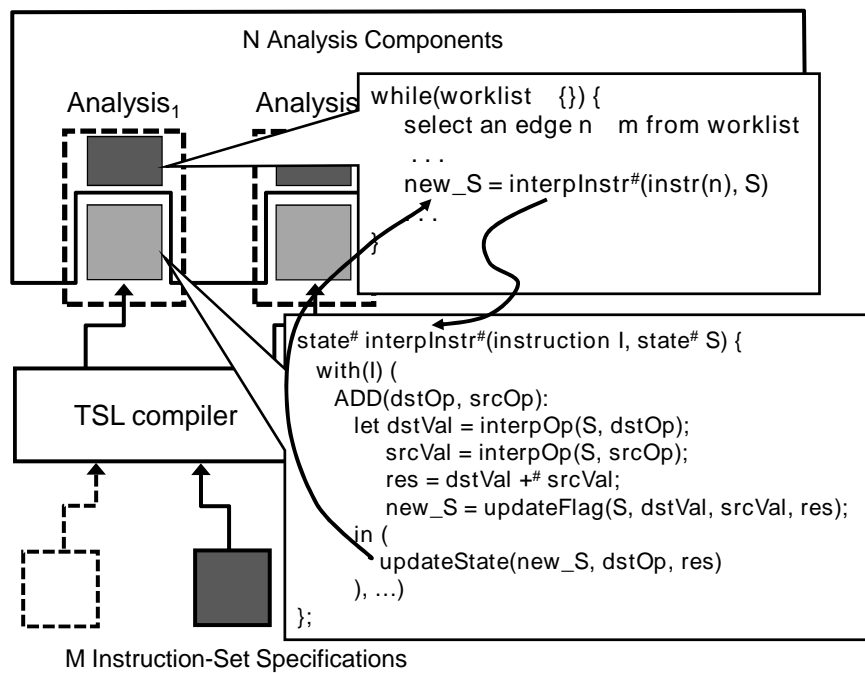 N Analysis Components
Analysis₁
Analysis
while(worklist {}) {
select an edge n m from worklist
. . .
new_S = interpInstr#(instr(n), S)
. . .
}
state# interpInstr#(instruction I, state# S) {
with(I) (
ADD(dstOp, srcOp):
let dstVal = interpOp(S, dstOp);
srcVal = interpOp(S, srcOp);
res = dstVal +# srcVal;
new_S = updateFlag(S, dstVal, srcVal, res);
in (
updateState(new_S, dstOp, res)
), …)
};
TSL compiler
M Instruction-Set Specifications